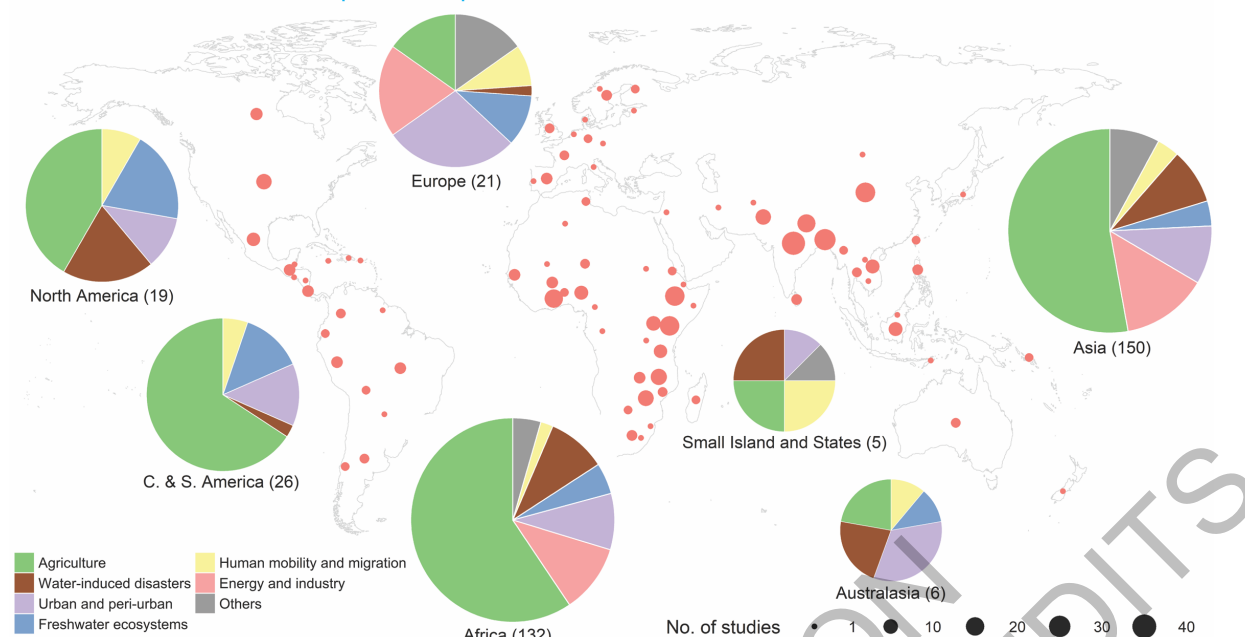 Europe (21)
North America (19)
Asia (150)
Small Island and States (5)
C. & S. America (26)
Australasia (6)
Africa (132)
Agriculture
Water-induced disasters
Urban and peri-urban
Freshwater ecosystems
Human mobility and migration
Energy and industry
Others
No. of studies
1 10 20 30 40